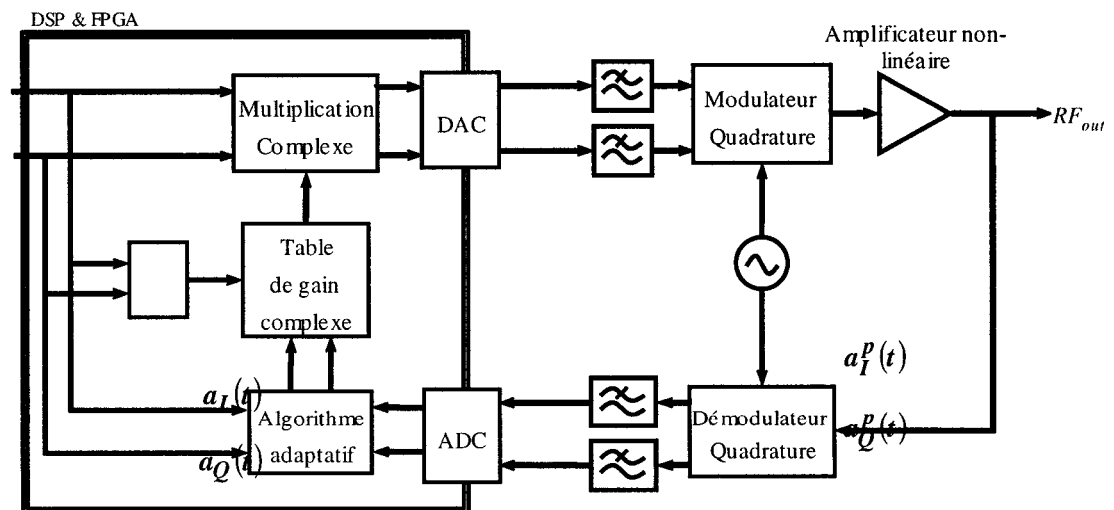 DSP & FPGA
Amplificateur non-
linéaire
Multiplication
Complexe
DAC
Modulateur
Quadrature
RF_out
Table
de gain
complexe
a_I^p(t)
a_I(t)
Algorithme
adaptatif
ADC
Démodulateur
Quadrature
a_Q^p(t)
a_Q(t)